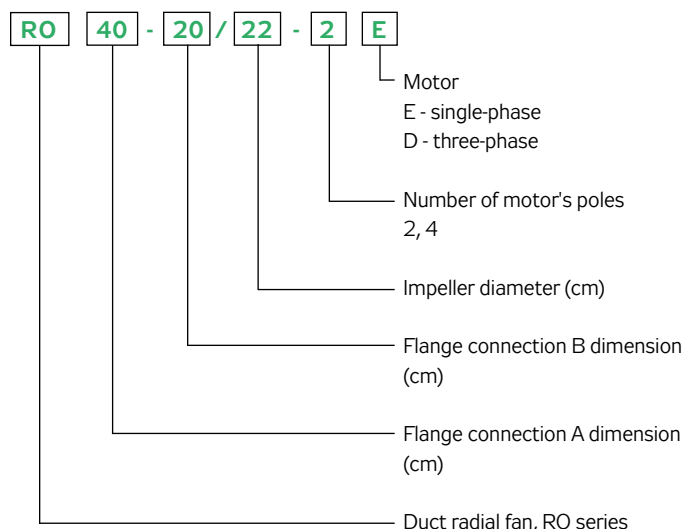 RO 40 - 20 / 22 - 2 E
Motor
E - single-phase
D - three-phase
Number of motor's poles
2, 4
Impeller diameter (cm)
Flange connection B dimension
(cm)
Flange connection A dimension
(cm)
Duct radial fan, RO series